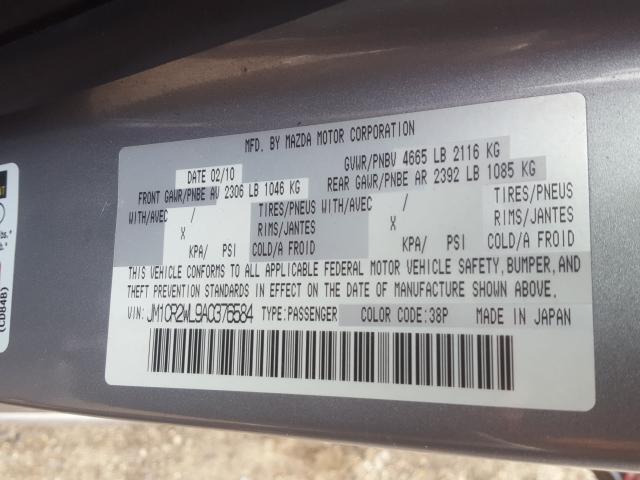 MFD. BY MAZDA MOTOR CORPORATION
DATE 02/10 GVWR/PNBV 4665 LB 2116 KG
FRONT GAWR/PNBE AV 2306 LB 1046 KG REAR GAWR/PNBE AR 2392 LB 1085 KG
WITH/AVEC / TIRES/PNEUS WITH/AVEC / TIRES/PNEUS
X RIMS/JANTES X RIMS/JANTES
KPA/ PSI COLD/A FROID KPA/ PSI COLD/A FROID
THIS VEHICLE CONFORMS TO ALL APPLICABLE FEDERAL MOTOR VEHICLE SAFETY, BUMPER, AND
THEFT PREVENTION STANDARDS IN EFFECT ON THE DATE OF MANUFACTURE SHOWN ABOVE.
VIN: JM1CR2WL9A0376584 TYPE:PASSENGER COLOR CODE:38P MADE IN JAPAN
(CD84B)